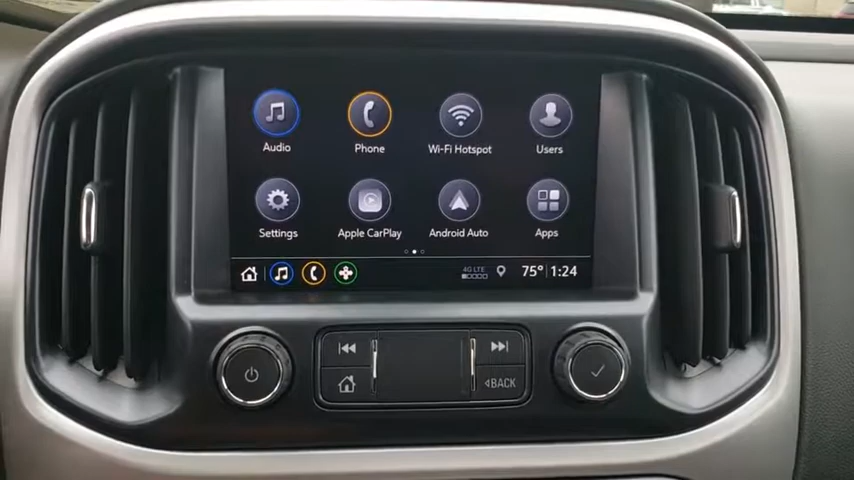 Audio Phone Wi-Fi Hotspot Users
Settings Apple CarPlay Android Auto Apps
4G LTE 75° 1:24
BACK